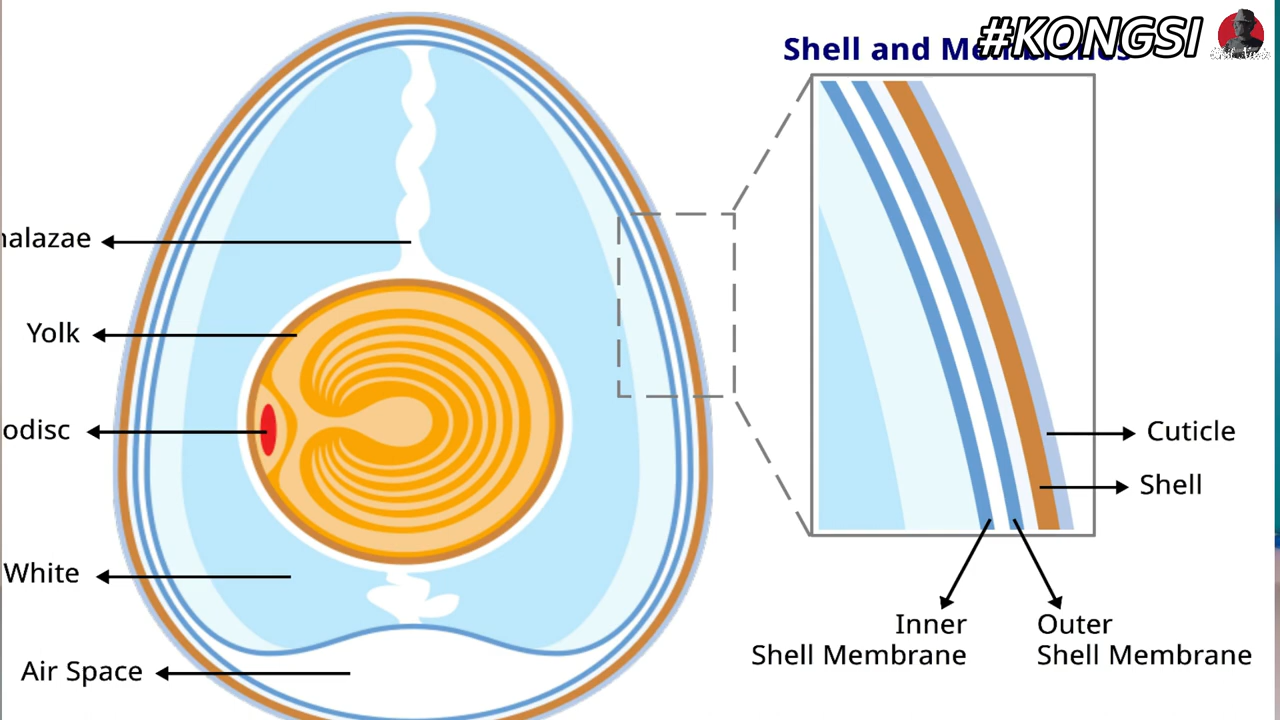 #KONGSI
Shell and Membranes
halazae
Yolk
odisc
White
Air Space
Cuticle
Shell
Inner
Shell Membrane
Outer
Shell Membrane